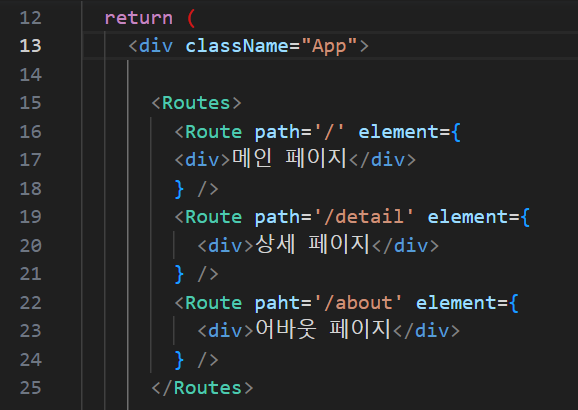 12 return (
13 <div className="App">
14
15 <Routes>
16 <Route path='/' element={
17 <div>메인 페이지</div>
18 } />
19 <Route path='/detail' element={
20 <div>상세 페이지</div>
21 } />
22 <Route paht='/about' element={
23 <div>어바웃 페이지</div>
24 } />
25 </Routes>